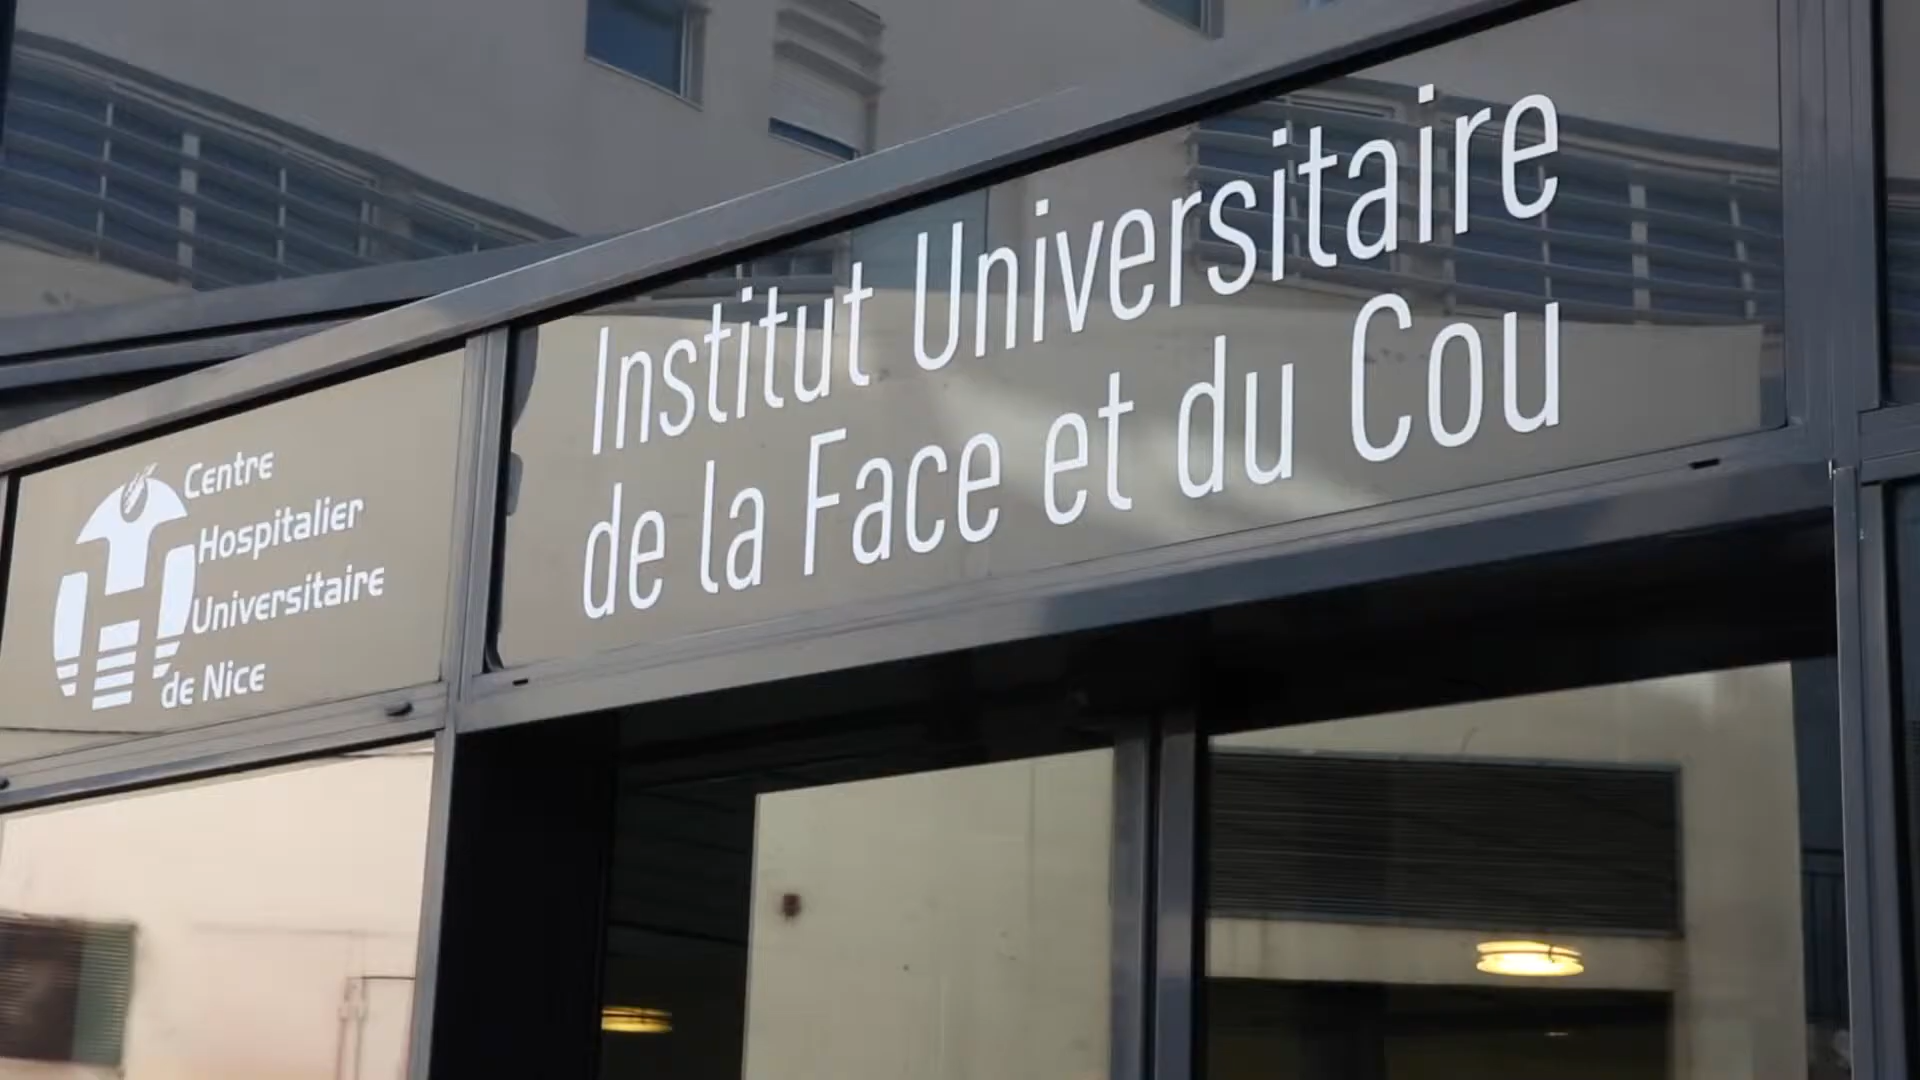 Centre
Hospitalier
Universitaire
de Nice
Institut Universitaire
de la Face et du Cou